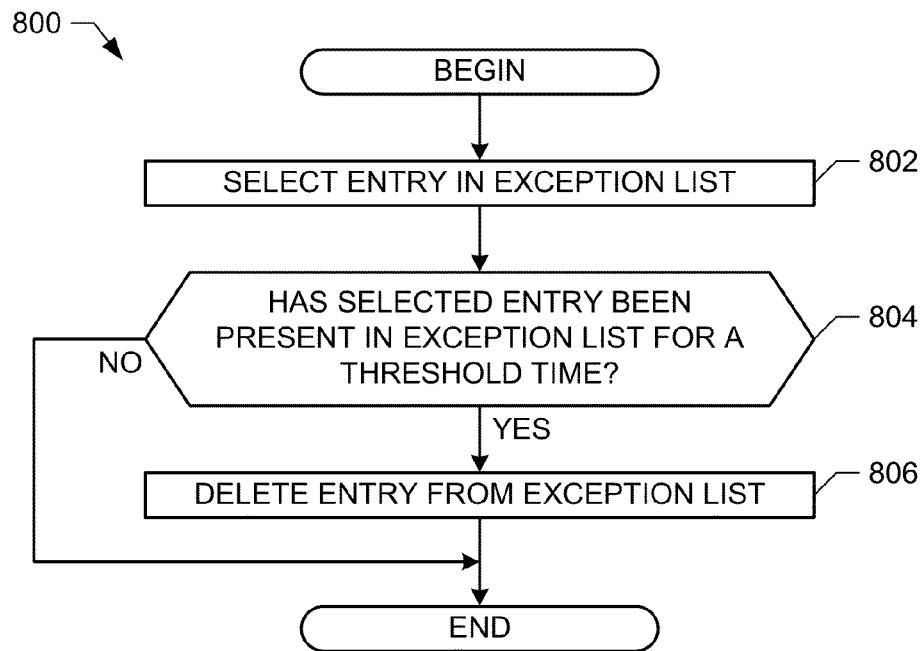 800
BEGIN
SELECT ENTRY IN EXCEPTION LIST
802
HAS SELECTED ENTRY BEEN
PRESENT IN EXCEPTION LIST FOR A
THRESHOLD TIME?
804
NO
YES
DELETE ENTRY FROM EXCEPTION LIST
806
END